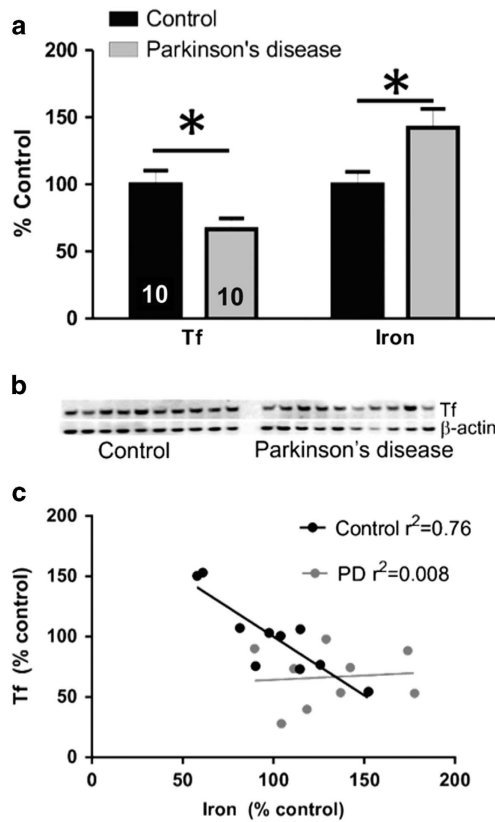 a
Control
Parkinson's disease
200
150
100
50
0
% Control
*
*
10
10
Tf
Iron
b
Tf
β-actin
Control
Parkinson's disease
c
200
150
100
50
0
Tf (% control)
Control r²=0.76
PD r²=0.008
0
50
100
150
200
Iron (% control)